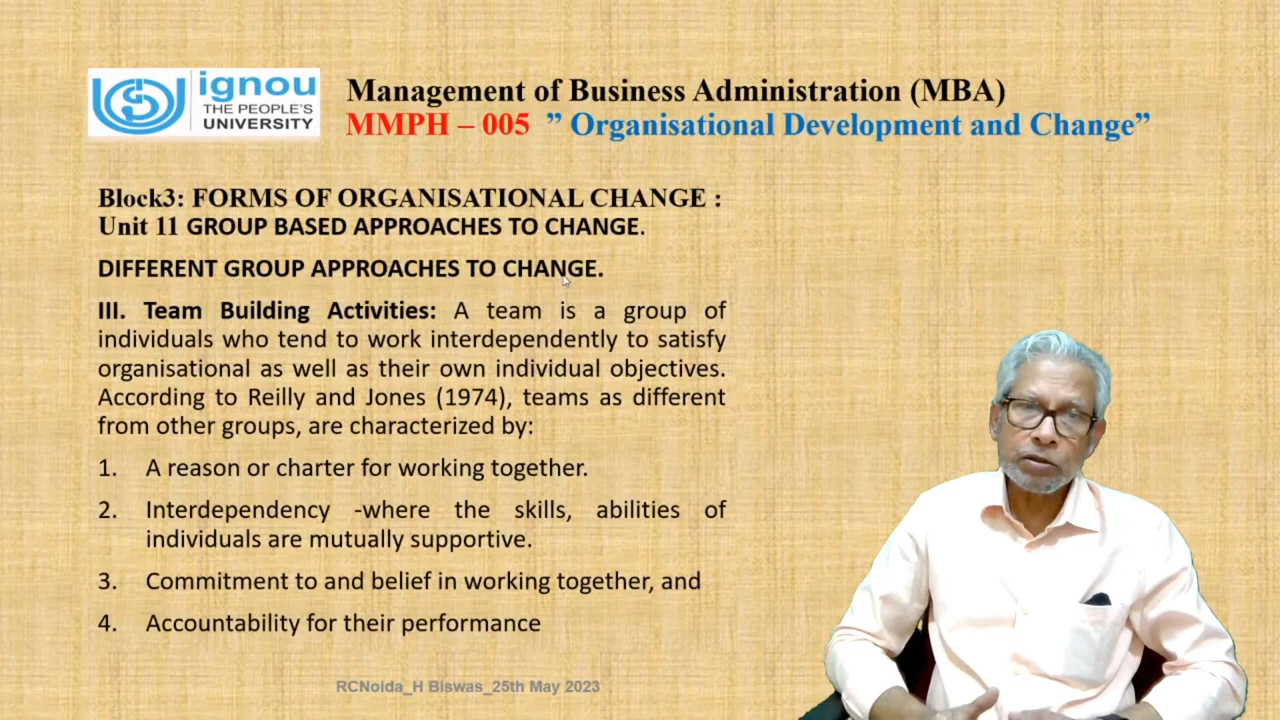 ignou
THE PEOPLE'S
UNIVERSITY
Management of Business Administration (MBA)
MMPH – 005 ” Organisational Development and Change”
Block3: FORMS OF ORGANISATIONAL CHANGE :
Unit 11 GROUP BASED APPROACHES TO CHANGE.
DIFFERENT GROUP APPROACHES TO CHANGE.
III. Team Building Activities: A team is a group of
individuals who tend to work interdependently to satisfy
organisational as well as their own individual objectives.
According to Reilly and Jones (1974), teams as different
from other groups, are characterized by:
1. A reason or charter for working together.
2. Interdependency -where the skills, abilities of
individuals are mutually supportive.
3. Commitment to and belief in working together, and
4. Accountability for their performance
RCNoida_H Biswas_25th May 2023